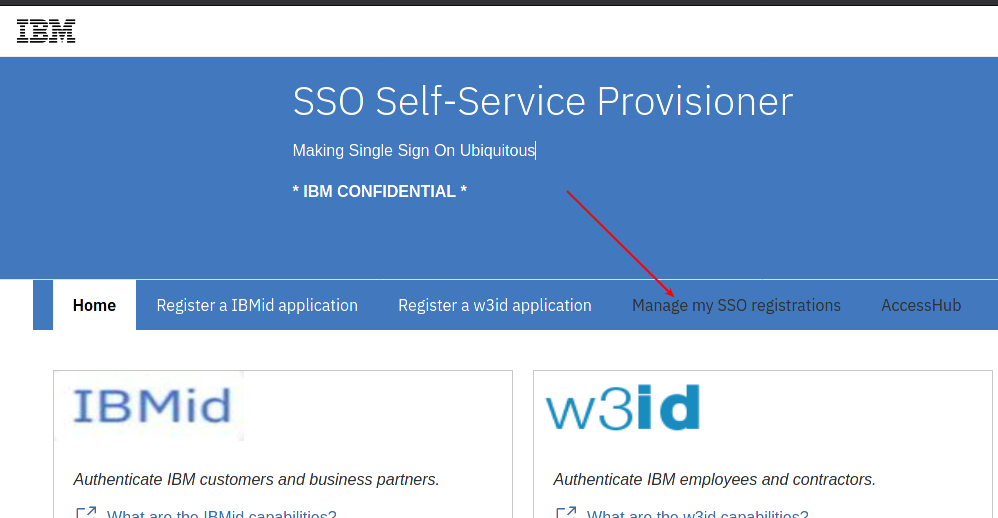 IBM
SSO Self-Service Provisioner
Making Single Sign On Ubiquitous
* IBM CONFIDENTIAL *
Home Register a IBMid application Register a w3id application Manage my SSO registrations AccessHub
IBMid
w3id
Authenticate IBM customers and business partners.
Authenticate IBM employees and contractors.
What are the IBMid capabilities?
What are the w3id capabilities?